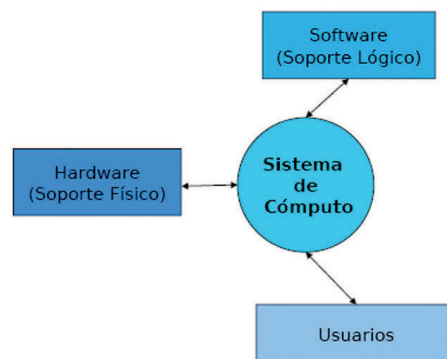 Software
(Soporte Lógico)
Hardware
(Soporte Físico)
Sistema
de
Cómputo
Usuarios